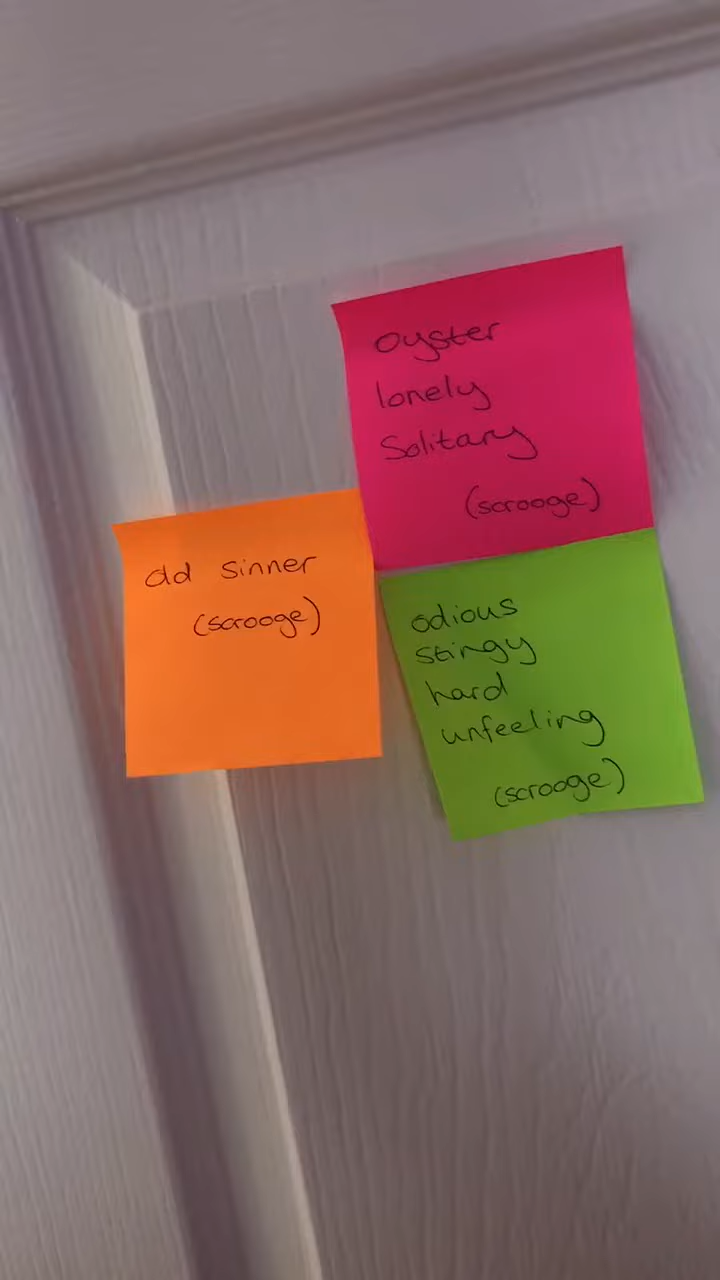 Oyster
lonely
Solitary
(scrooge)
old sinner
(scrooge)
odious
stingy
hard
unfeeling
(scrooge)